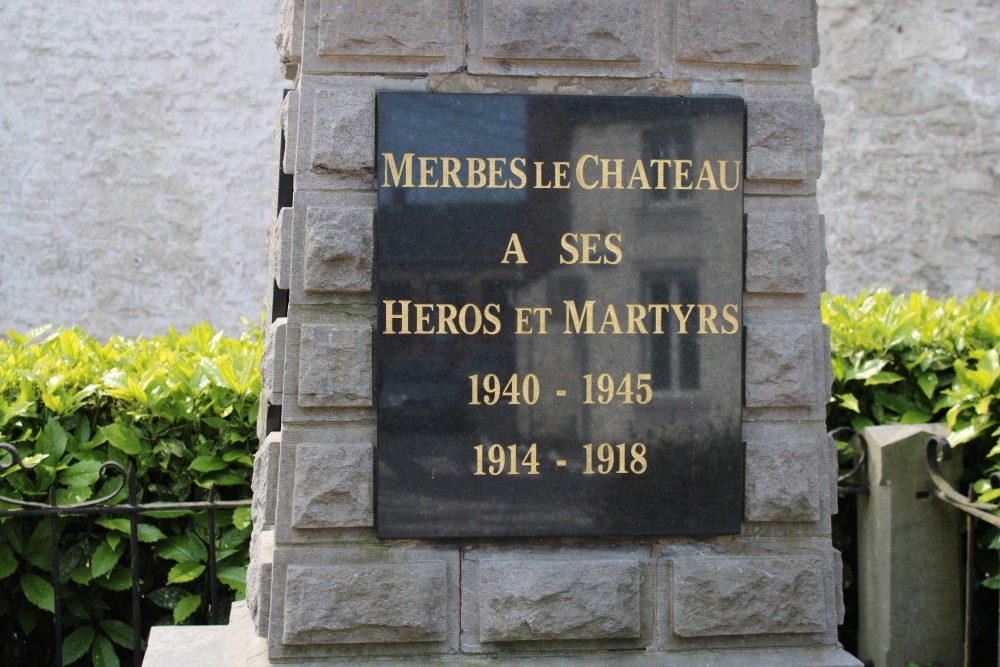 MERBES LE CHATEAU
A SES
HEROS ET MARTYRS
1940 - 1945
1914 - 1918